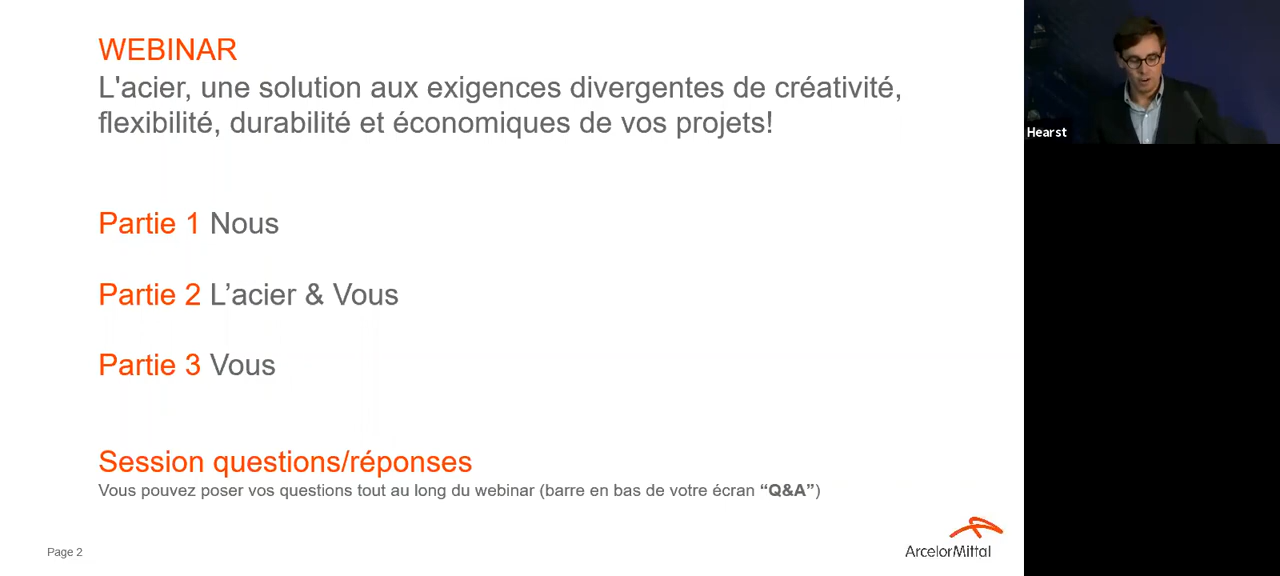 WEBINAR
L'acier, une solution aux exigences divergentes de créativité,
flexibilité, durabilité et économiques de vos projets!
Partie 1 Nous
Partie 2 L’acier & Vous
Partie 3 Vous
Session questions/réponses
Vous pouvez poser vos questions tout au long du webinar (barre en bas de votre écran “Q&A”)
Page 2
ArcelorMittal
Hearst